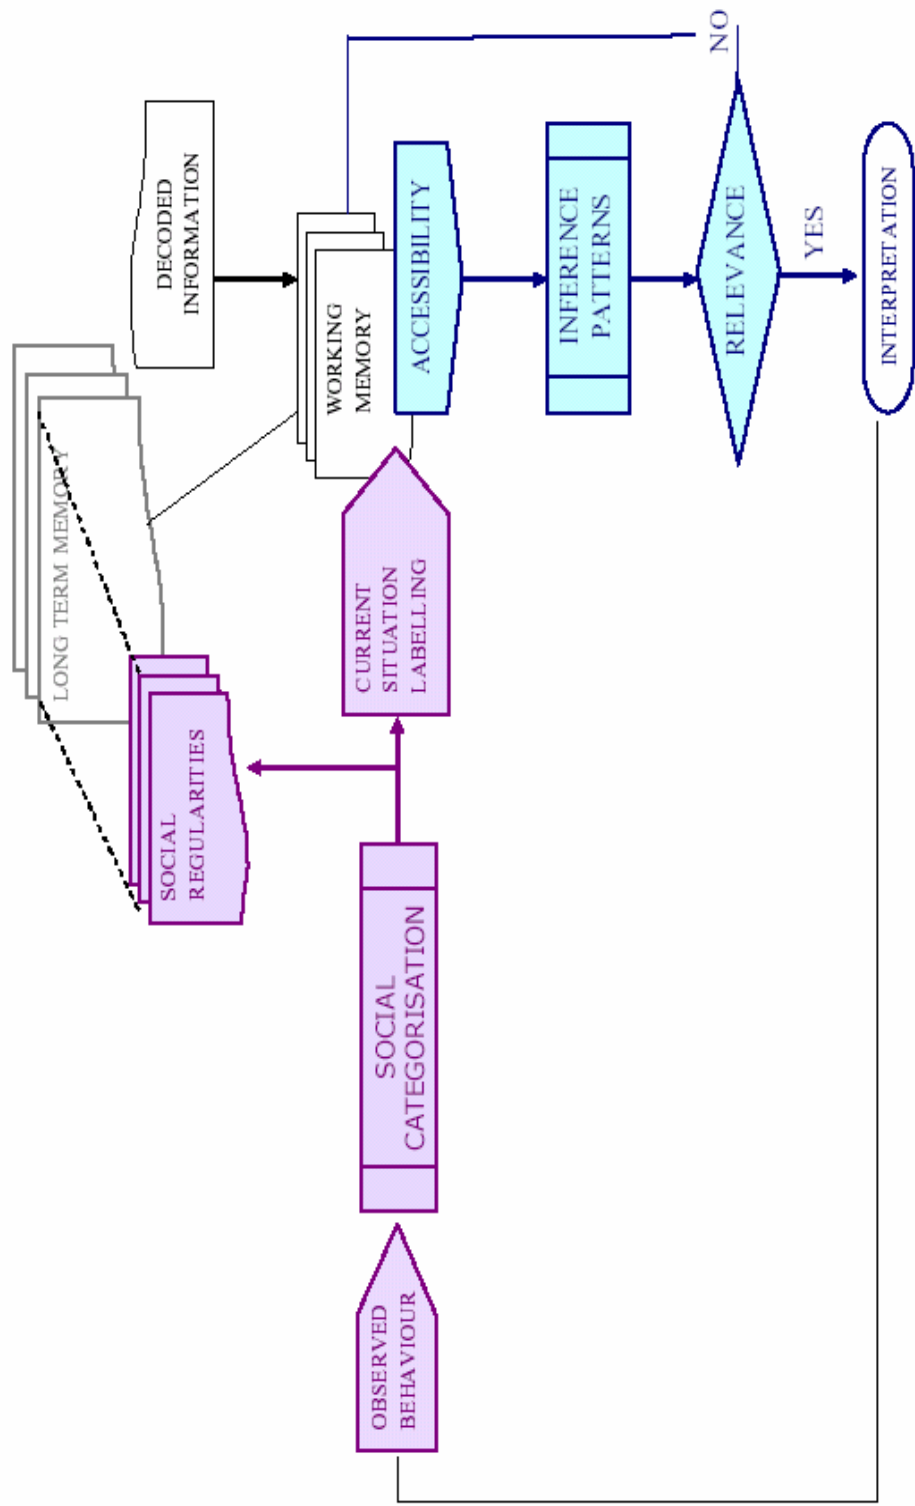 LONG TERM MEMORY
DECODED
INFORMATION
SOCIAL
REGULARITIES
WORKING
MEMORY
ACCESSIBILITY
CURRENT
SITUATION
LABELLING
SOCIAL
CATEGORISATION
OBSERVED
BEHAVIOUR
INFERENCE
PATTERNS
RELEVANCE
NO
YES
INTERPRETATION